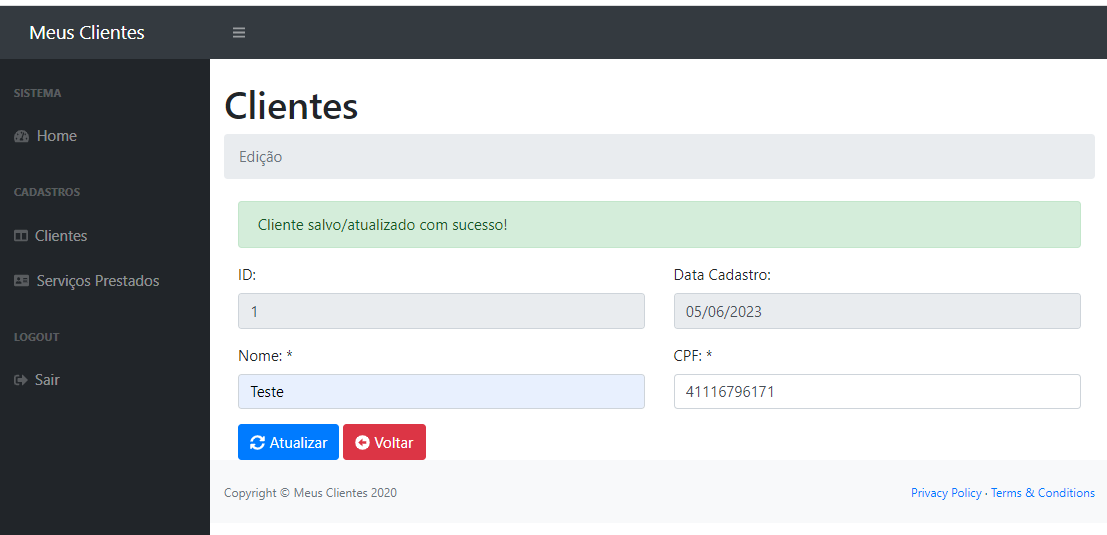 Meus Clientes
SISTEMA
Home
CADASTROS
Clientes
Serviços Prestados
LOGOUT
Sair
Clientes
Edição
Cliente salvo/atualizado com sucesso!
ID: Data Cadastro:
1 05/06/2023
Nome: * CPF: *
Teste 41116796171
Atualizar Voltar
Copyright © Meus Clientes 2020 Privacy Policy · Terms & Conditions